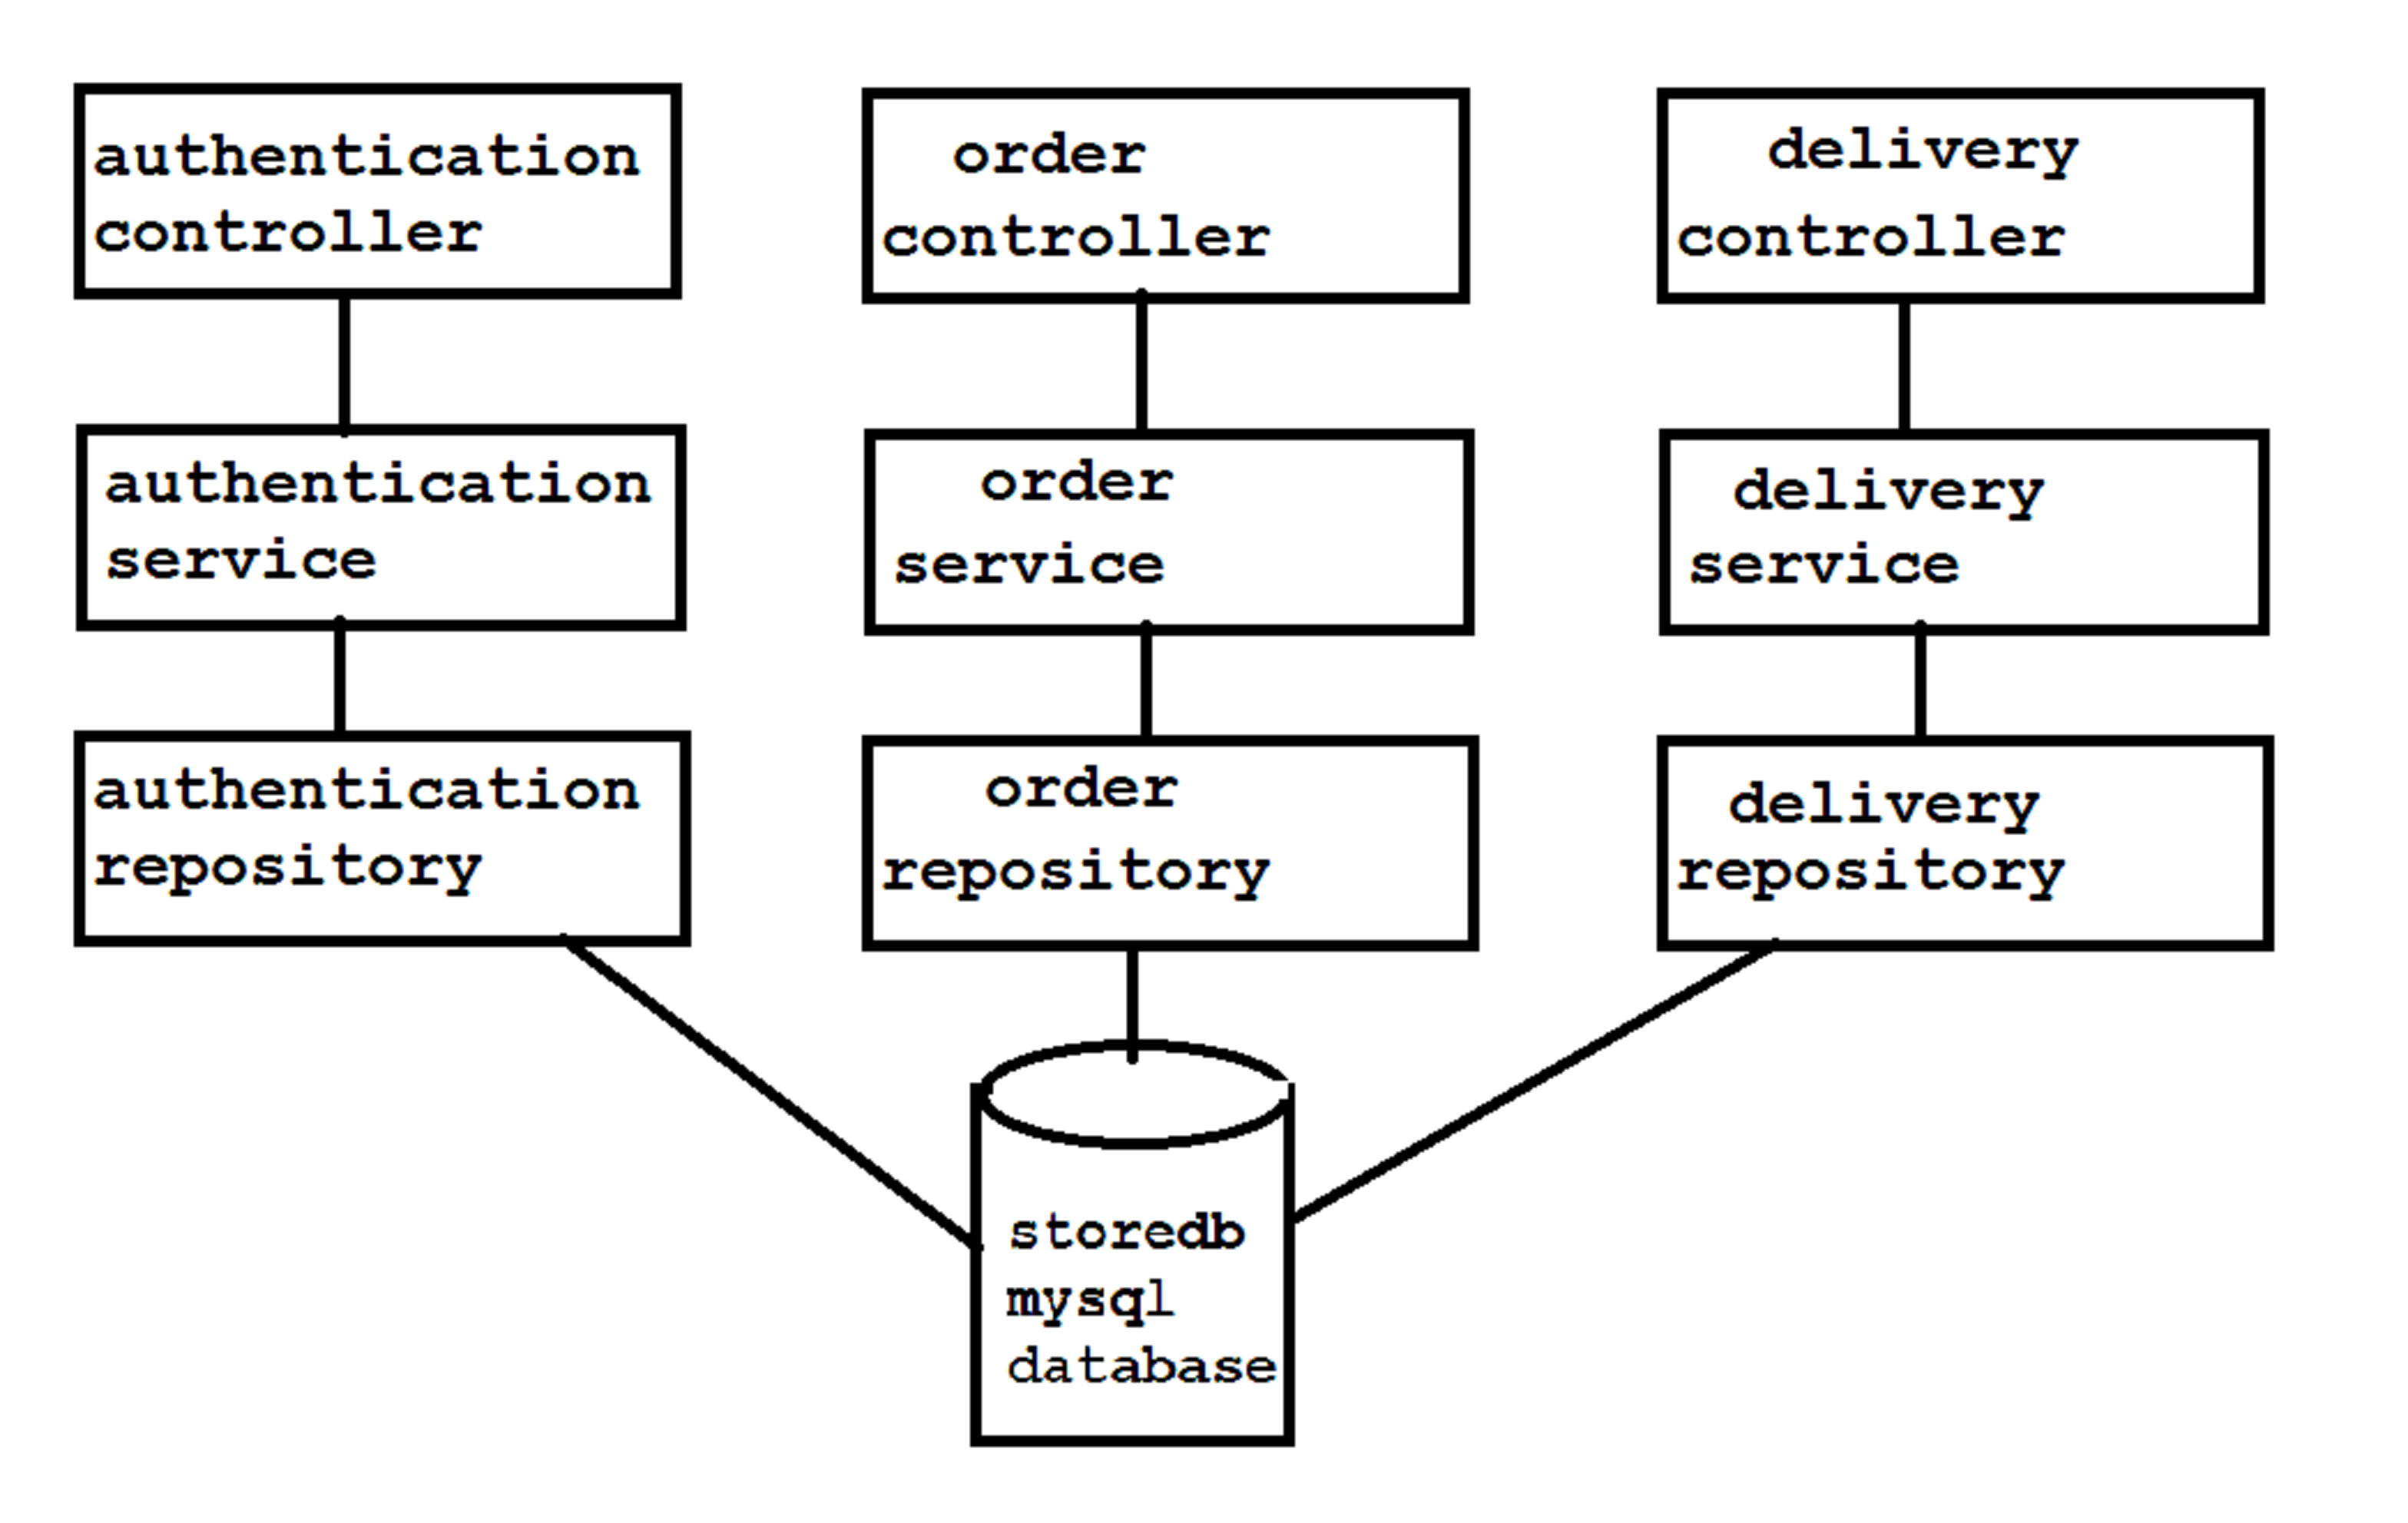 authentication
controller
order
controller
delivery
controller
authentication
service
order
service
delivery
service
authentication
repository
order
repository
delivery
repository
storedb
mysql
database